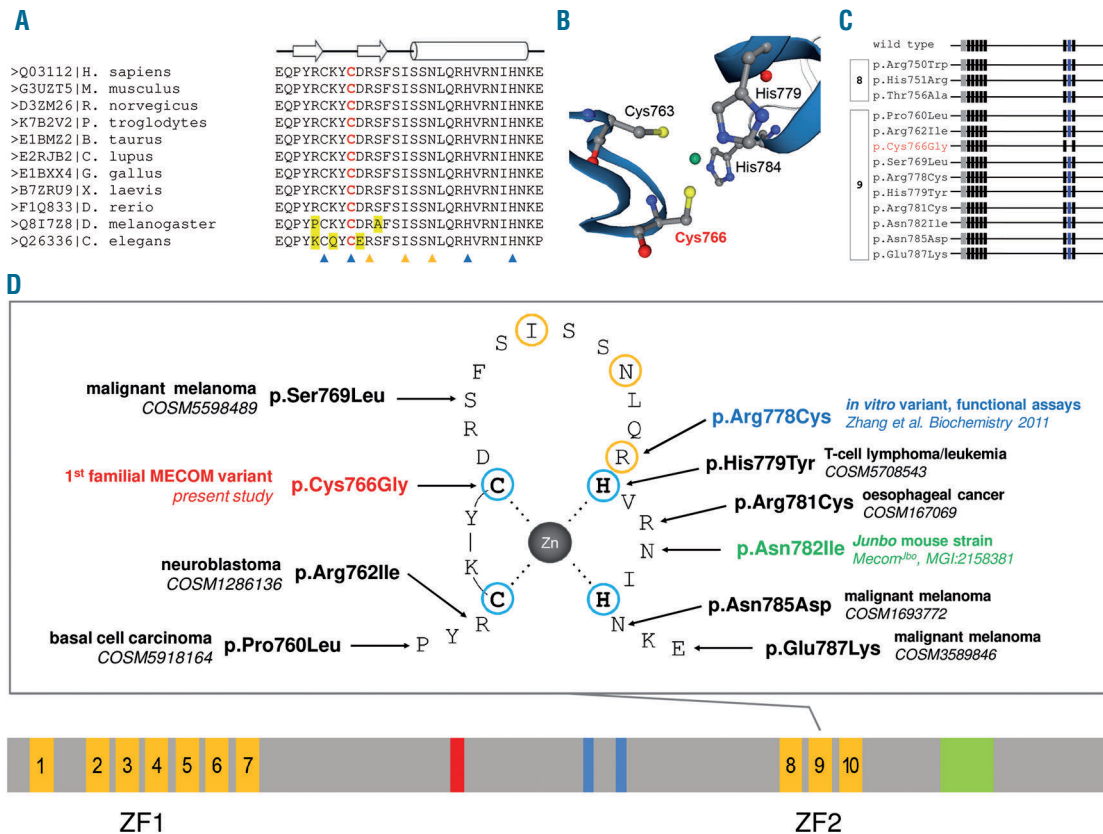 A
>Q03112|H. sapiens EQPYRCKYCDRSFSISSNLQRHVRNIHNKE
>G3UZT5|M. musculus EQPYRCKYCDRSFSISSNLQRHVRNIHNKE
>D3ZM26|R. norvegicus EQPYRCKYCDRSFSISSNLQRHVRNIHNKE
>K7B2V2|P. troglodytes EQPYRCKYCDRSFSISSNLQRHVRNIHNKE
>E1BMZ2|B. taurus EQPYRCKYCDRSFSISSNLQRHVRNIHNKE
>E2RJB2|C. lupus EQPYRCKYCDRSFSISSNLQRHVRNIHNKE
>E1BXX4|G. gallus EQPYRCKYCDRSFSISSNLQRHVRNIHNKE
>B7ZRU9|X. laevis EQPYRCKYCDRSFSISSNLQRHVRNIHNKE
>F1Q833|D. rerio EQPYRCKYCDRSFSISSNLQRHVRNIHNKE
>Q8I7Z8|D. melanogaster EQPYPCKYCDRAFSISSNLQRHVRNIHNKE
>Q26336|C. elegans EQPYKCQYCERSFSISSNLQRHVRNIHNKP
B
Cys763
His779
His784
Cys766
C
wild type
8
p.Arg750Trp
p.His751Arg
p.Thr756Ala
9
p.Pro760Leu
p.Arg762Ile
p.Cys766Gly
p.Ser769Leu
p.Arg778Cys
p.His779Tyr
p.Arg781Cys
p.Asn782Ile
p.Asn785Asp
p.Glu787Lys
D
malignant melanoma
COSM5598489
p.Ser769Leu
1st familial MECOM variant
present study
p.Cys766Gly
neuroblastoma
COSM1286136
p.Arg762Ile
basal cell carcinoma
COSM5918164
p.Pro760Leu
P Y R C K Y C D R S F S I S S N L Q R H V R N I H N K E
Zn
p.Arg778Cys
in vitro variant, functional assays
Zhang et al. Biochemistry 2011
p.His779Tyr
T-cell lymphoma/leukemia
COSM5708543
p.Arg781Cys
oesophageal cancer
COSM167069
p.Asn782Ile
Junbo mouse strain
MecomJbo, MGI:2158381
p.Asn785Asp
malignant melanoma
COSM1693772
p.Glu787Lys
malignant melanoma
COSM3589846
1 2 3 4 5 6 7 8 9 10
ZF1 ZF2